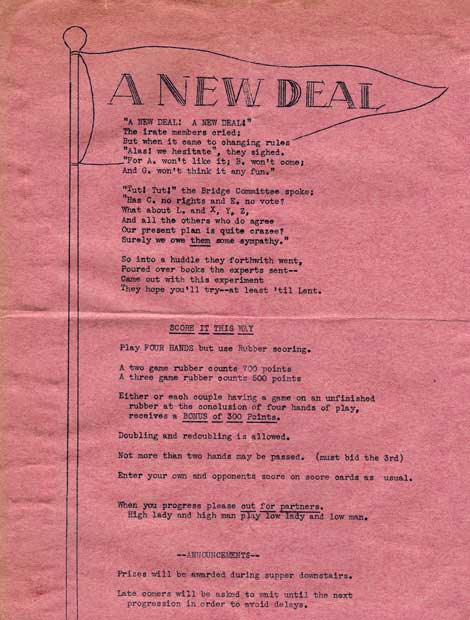 A NEW DEAL
"A NEW DEAL! A NEW DEAL!"
The irate members cried;
But when it came to changing rules
"Alas! we hesitate", they sighed.
"For A. won't like it; B. won't come;
And G. won't think it any fun."
"Tut! Tut!" the Bridge Committee spoke;
"Has C. no rights and E. no vote?
What about L. and X, Y, Z,
And all the others who do agree
Our present plan is quite crazee?
Surely we owe them some sympathy."
So into a huddle they forthwith went,
Poured over books the experts sent--
Came out with this experiment
They hope you'll try--at least 'til Lent.
SCORE IT THIS WAY
Play FOUR HANDS but use Rubber scoring.
A two game rubber counts 700 points
A three game rubber counts 500 points
Either or each couple having a game on an unfinished
rubber at the conclusion of four hands of play,
receives a BONUS of 300 Points.
Doubling and redoubling is allowed.
Not more than two hands may be passed. (must bid the 3rd)
Enter your own and opponents score on score cards as usual.
When you progress please cut for partners.
High lady and high man play low lady and low man.
--ANNOUNCEMENTS--
Prizes will be awarded during supper downstairs.
Late comers will be asked to wait until the next
progression in order to avoid delays.